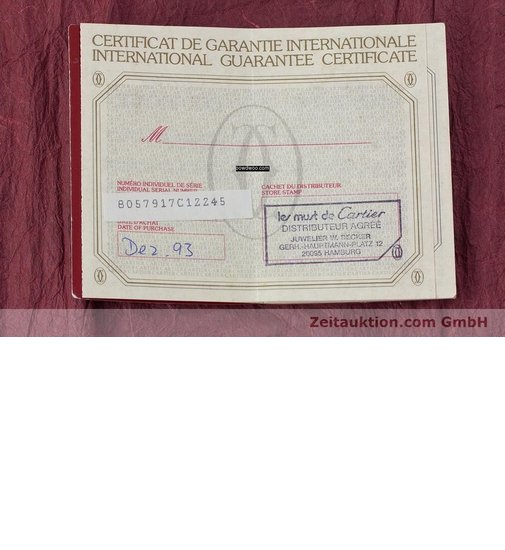 CERTIFICAT DE GARANTIE INTERNATIONALE
INTERNATIONAL GUARANTEE CERTIFICATE
M
powdwoo.com
NUMÉRO INDIVIDUEL DE SÉRIE
INDIVIDUAL SERIAL NUMBER
8057917C12245
DATE D'ACHAT
DATE OF PURCHASE
Dez. 93
CACHET DU DISTRIBUTEUR
STORE STAMP
les must de Cartier
DISTRIBUTEUR AGRÉÉ
JUWELIER W. BECKER
GERH.-HAUPTMANN-PLATZ 12
20095 HAMBURG
Zeitauktion.com GmbH